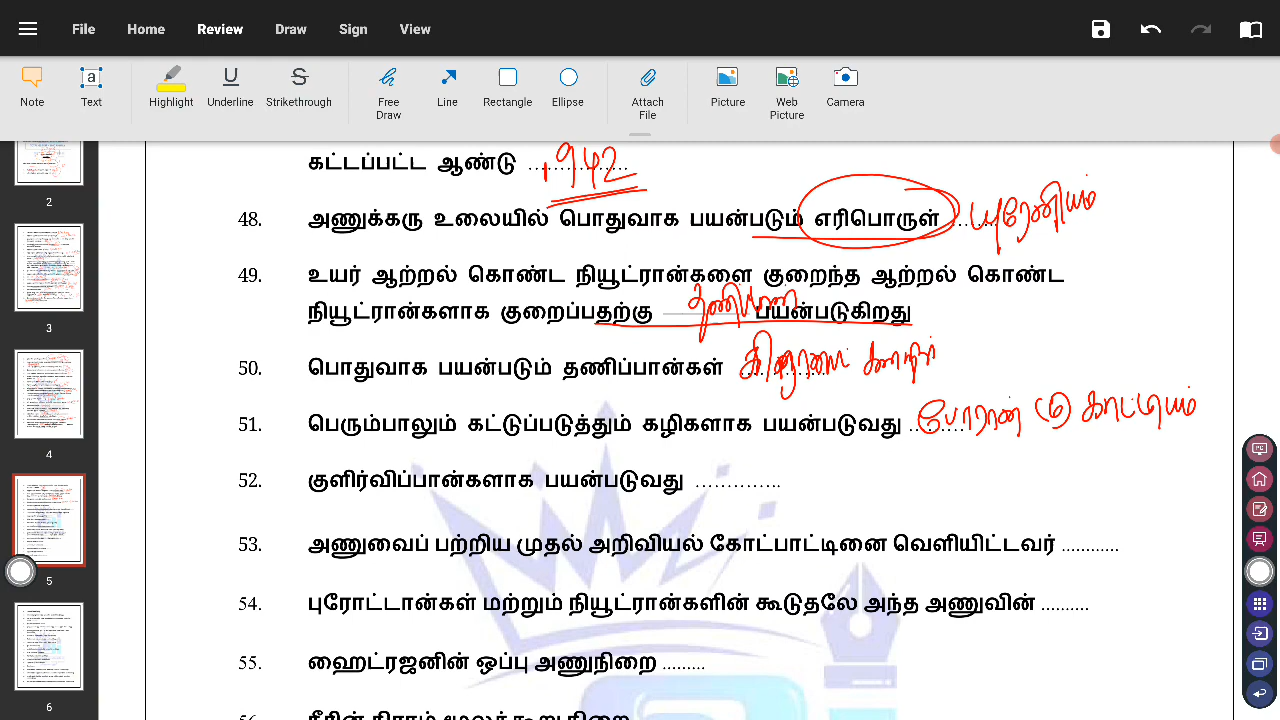 File Home Review Draw Sign View
Note Text Highlight Underline Strikethrough Free Draw Line Rectangle Ellipse Attach File Picture Web Picture Camera
கட்டப்பட்ட ஆண்டு ............... 1942
48. அணுக்கரு உலையில் பொதுவாக பயன்படும் எரிபொருள் ......... யுரேனியம்
49. உயர் ஆற்றல் கொண்ட நியூட்ரான்களை குறைந்த ஆற்றல் கொண்ட
நியூட்ரான்களாக குறைப்பதற்கு ________ பயன்படுகிறது
50. பொதுவாக பயன்படும் தணிப்பான்கள் ............
51. பெரும்பாலும் கட்டுப்படுத்தும் கழிகளாக பயன்படுவது ......... போரான் (ம) காட்மியம்
52. குளிர்விப்பான்களாக பயன்படுவது ..............
53. அணுவைப் பற்றிய முதல் அறிவியல் கோட்பாட்டினை வெளியிட்டவர் ............
54. புரோட்டான்கள் மற்றும் நியூட்ரான்களின் கூடுதலே அந்த அணுவின் ..........
55. ஹைட்ரஜனின் ஒப்பு அணுநிறை .........
2
3
4
5
6